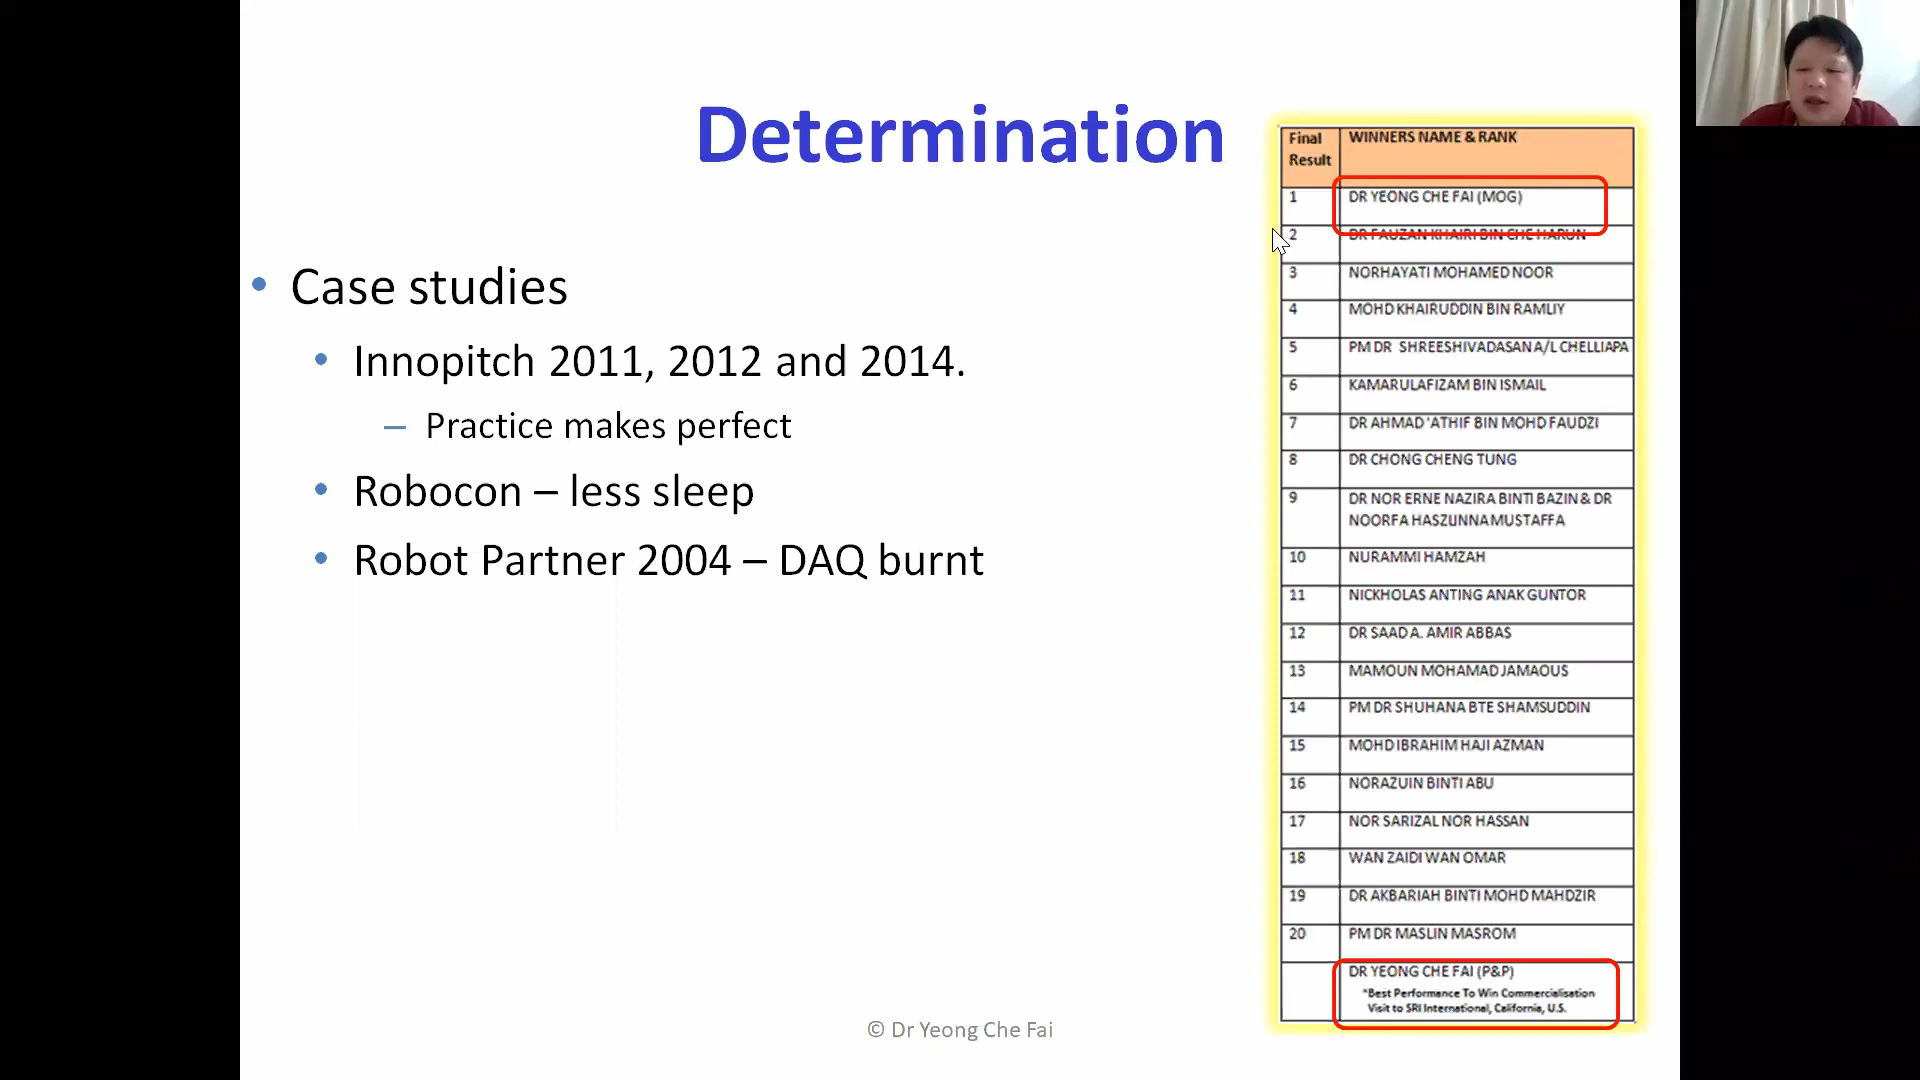 Determination
• Case studies
• Innopitch 2011, 2012 and 2014.
– Practice makes perfect
• Robocon – less sleep
• Robot Partner 2004 – DAQ burnt
Final Result WINNERS NAME & RANK
1 DR YEONG CHE FAI (MOG)
2 DR FAUZAN KHAIRI BIN CHE HARUN
3 NORHAYATI MOHAMED NOOR
4 MOHD KHAIRUDDIN BIN RAMLIY
5 PM DR SHREESHIVADASAN A/L CHELLIAPA
6 KAMARULAFIZAM BIN ISMAIL
7 DR AHMAD 'ATHIF BIN MOHD FAUDZI
8 DR CHONG CHENG TUNG
9 DR NOR ERNE NAZIRA BINTI BAZIN & DR
NOORFA HASZUNNA MUSTAFFA
10 NURAMMI HAMZAH
11 NICKHOLAS ANTING ANAK GUNTOR
12 DR SAAD A. AMIR ABBAS
13 MAMOUN MOHAMAD JAMAOUS
14 PM DR SHUHANA BTE SHAMSUDDIN
15 MOHD IBRAHIM HAJI AZMAN
16 NORAZUIN BINTI ABU
17 NOR SARIZAL NOR HASSAN
18 WAN ZAIDI WAN OMAR
19 DR AKBARIAH BINTI MOHD MAHDZIR
20 PM DR MASLIN MASROM
DR YEONG CHE FAI (P&P)
*Best Performance To Win Commercialisation
Visit to SRI International, California, U.S.
© Dr Yeong Che Fai